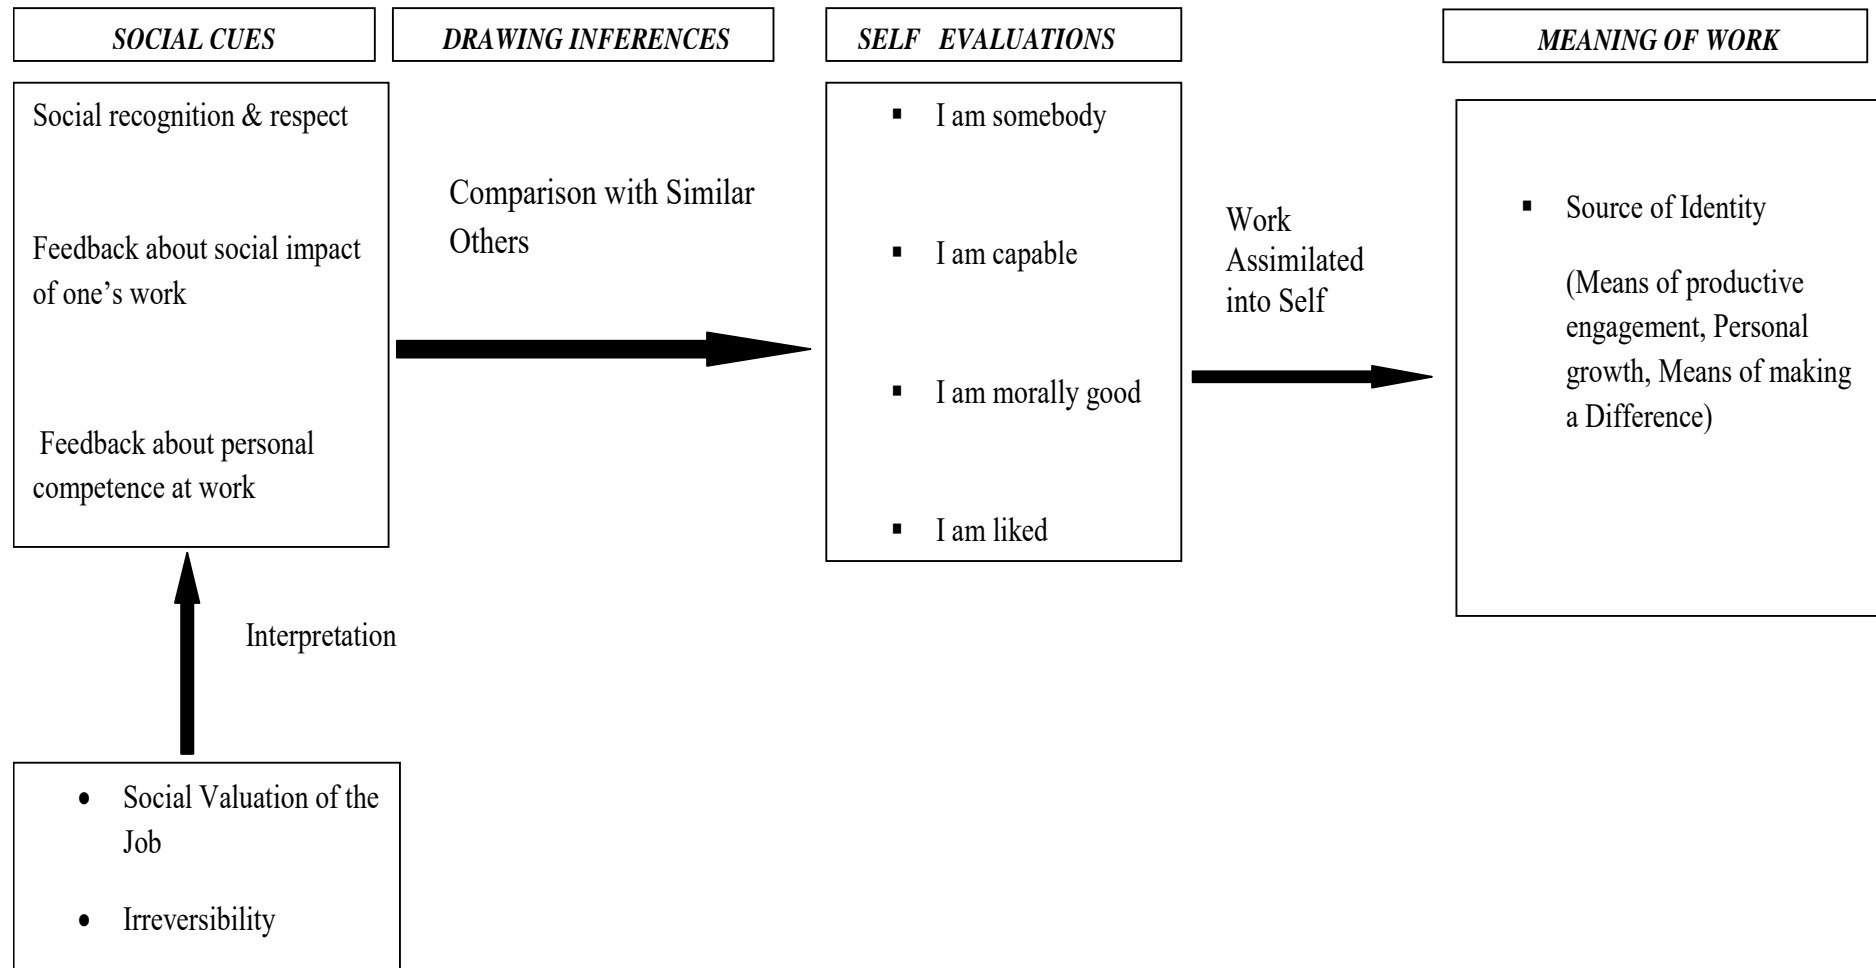 SOCIAL CUES
DRAWING INFERENCES
SELF EVALUATIONS
MEANING OF WORK
Social recognition & respect
Feedback about social impact
of one’s work
Feedback about personal
competence at work
Comparison with Similar
Others
▪ I am somebody
▪ I am capable
▪ I am morally good
▪ I am liked
Work
Assimilated
into Self
▪ Source of Identity
(Means of productive
engagement, Personal
growth, Means of making
a Difference)
Interpretation
• Social Valuation of the
Job
• Irreversibility